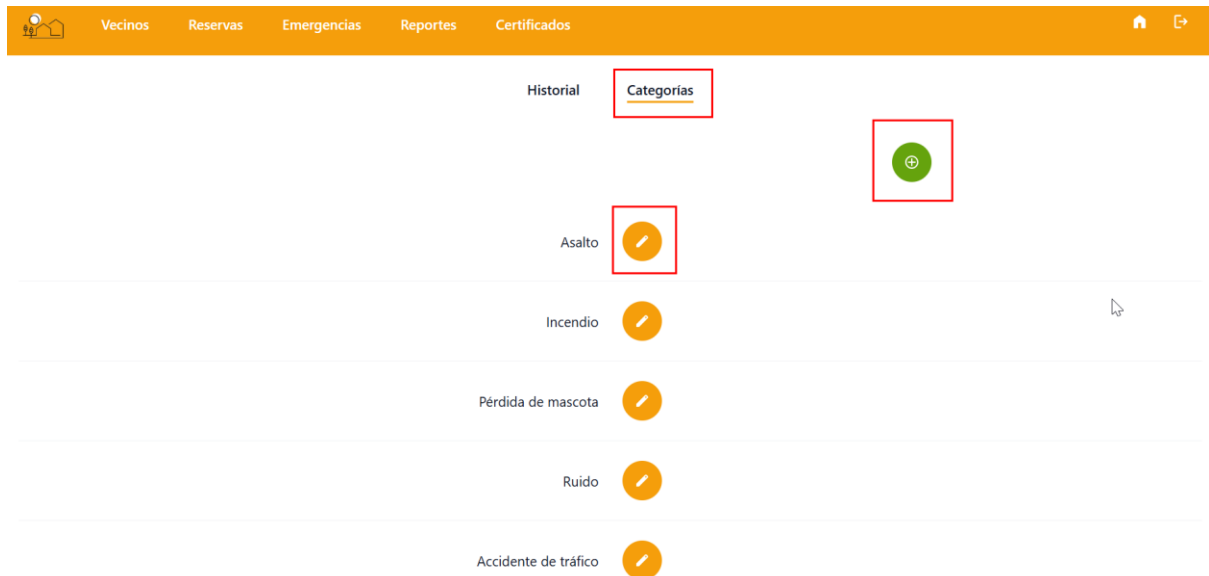 Vecinos Reservas Emergencias Reportes Certificados
Historial Categorías
Asalto
Incendio
Pérdida de mascota
Ruido
Accidente de tráfico